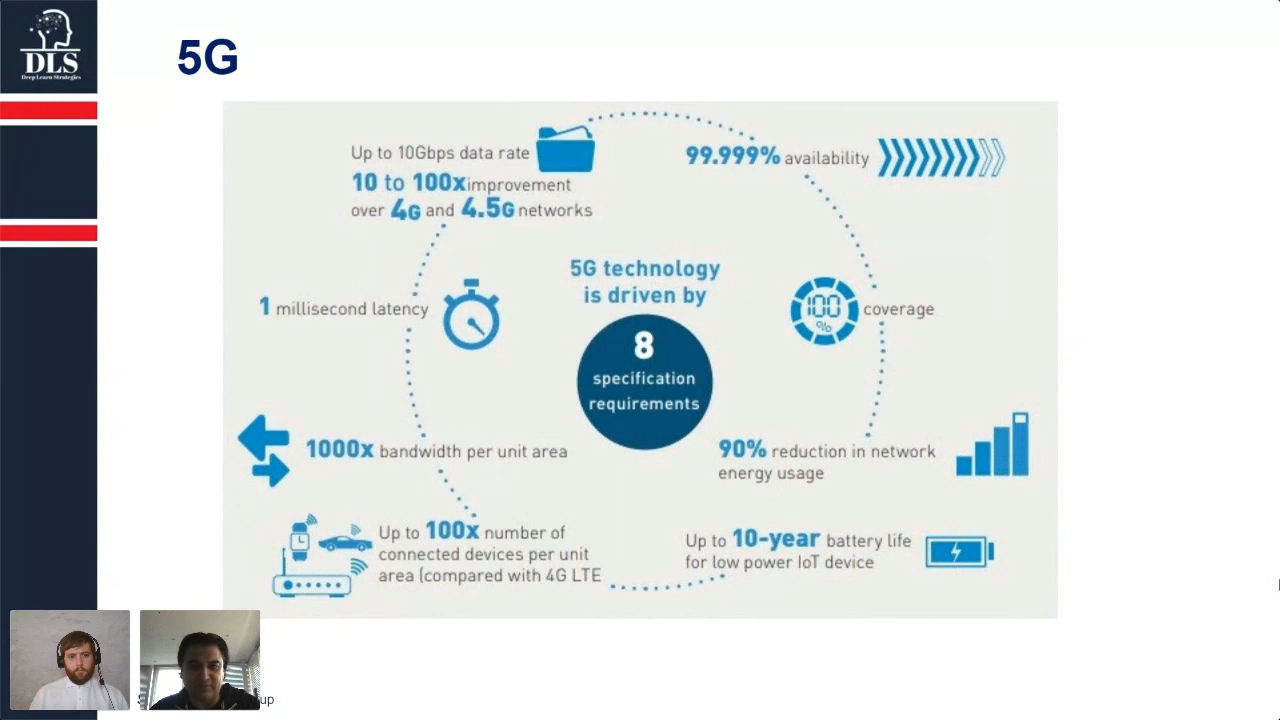 DLS
Deep Learn Strategies
5G
Up to 10Gbps data rate
10 to 100x improvement
over 4G and 4.5G networks
99.999% availability
1 millisecond latency
5G technology
is driven by
8
specification
requirements
100
%
coverage
1000x bandwidth per unit area
90% reduction in network
energy usage
Up to 100x number of
connected devices per unit
area (compared with 4G LTE
Up to 10-year battery life
for low power IoT device
up